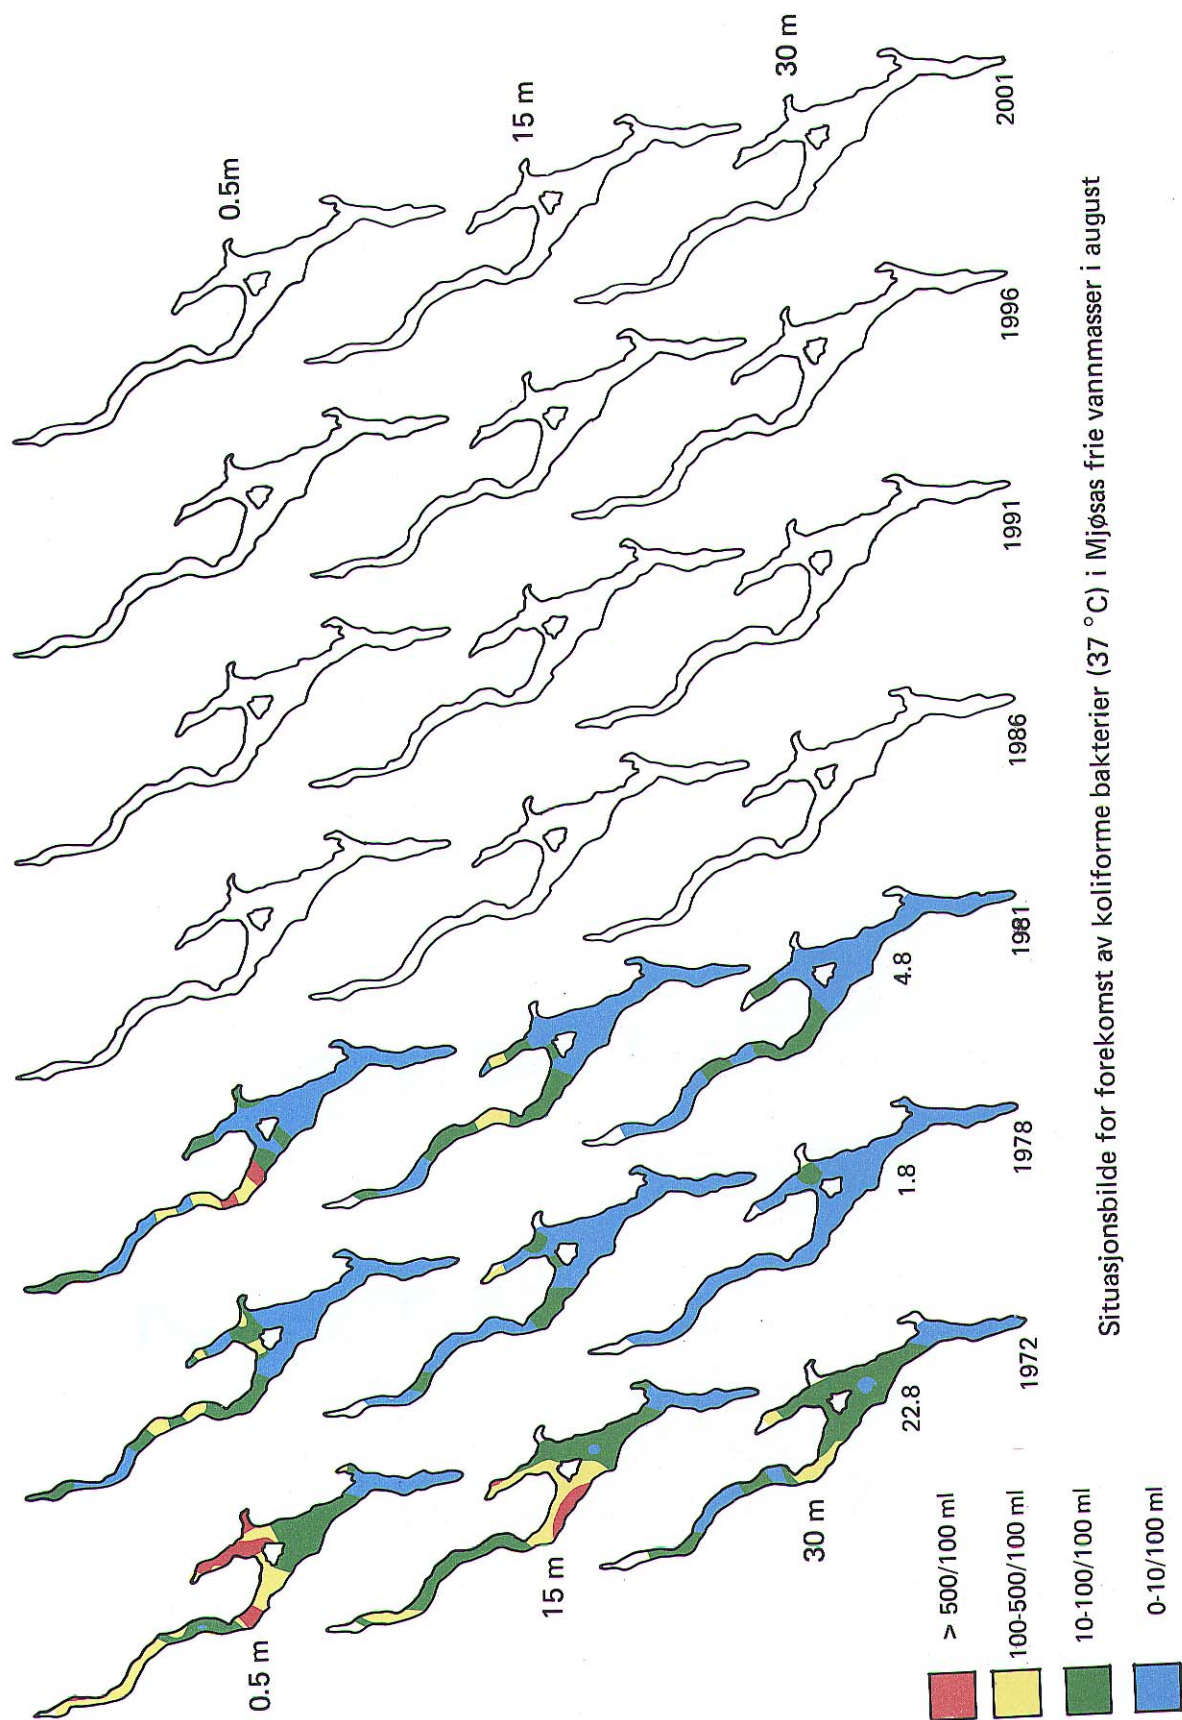 0.5m
15 m
30 m
0.5 m
15 m
30 m
22.8
1.8
4.8
1972
1978
1981
1986
1991
1996
2001
> 500/100 ml
100-500/100 ml
10-100/100 ml
0-10/100 ml
Situasjonsbilde for forekomst av koliforme bakterier (37 °C) i Mjøsas frie vannmasser i august